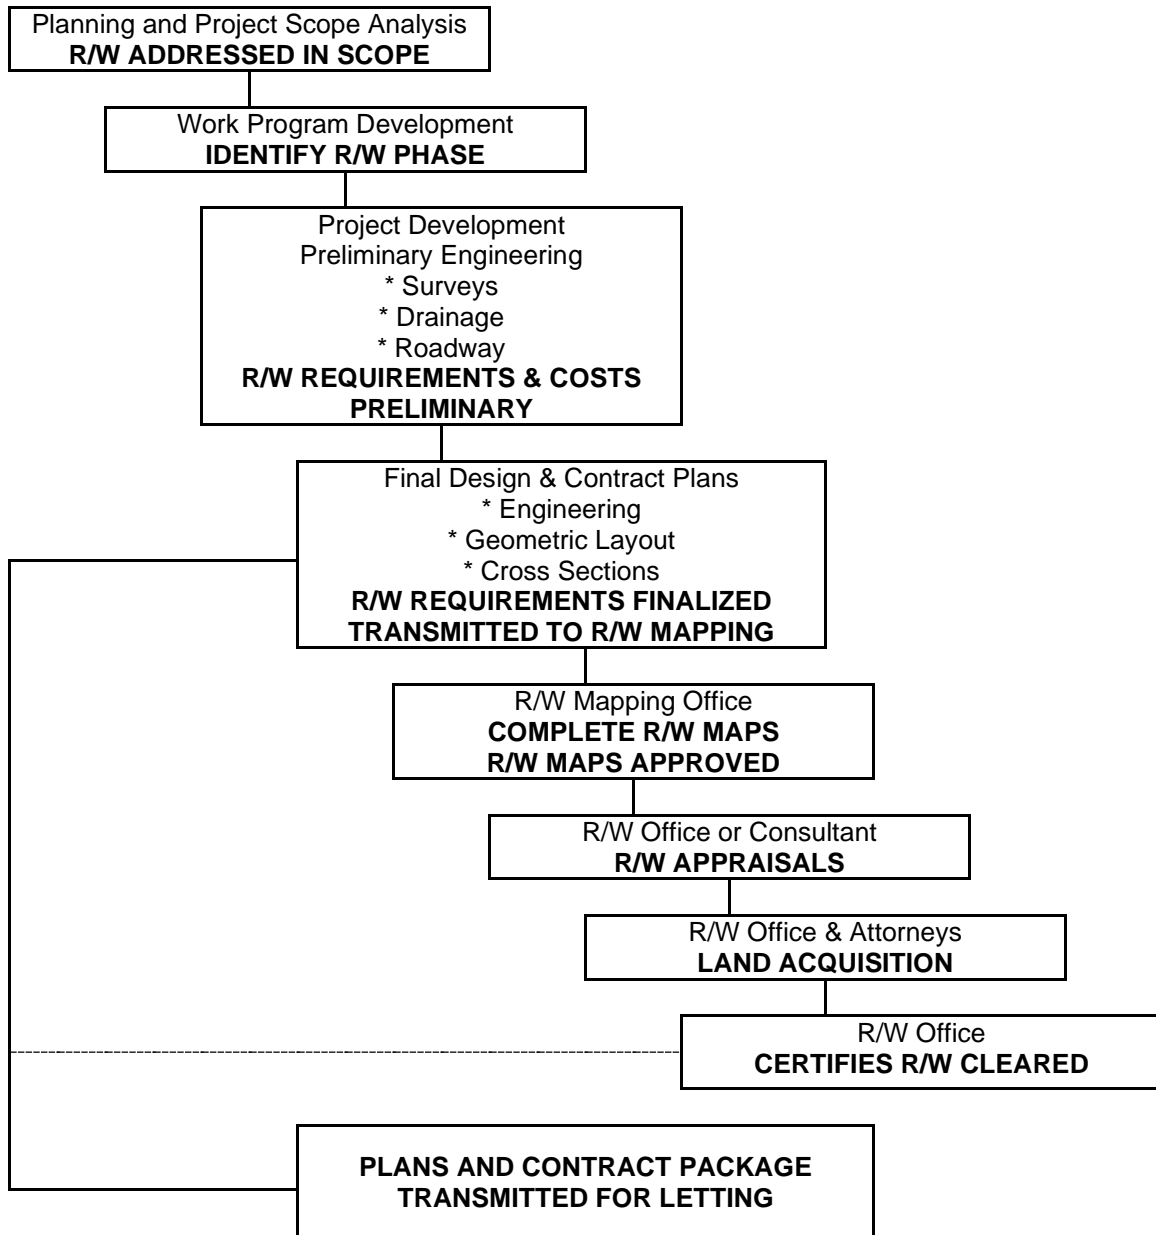 Planning and Project Scope Analysis
R/W ADDRESSED IN SCOPE
Work Program Development
IDENTIFY R/W PHASE
Project Development
Preliminary Engineering
* Surveys
* Drainage
* Roadway
R/W REQUIREMENTS & COSTS
PRELIMINARY
Final Design & Contract Plans
* Engineering
* Geometric Layout
* Cross Sections
R/W REQUIREMENTS FINALIZED
TRANSMITTED TO R/W MAPPING
R/W Mapping Office
COMPLETE R/W MAPS
R/W MAPS APPROVED
R/W Office or Consultant
R/W APPRAISALS
R/W Office & Attorneys
LAND ACQUISITION
R/W Office
CERTIFIES R/W CLEARED
PLANS AND CONTRACT PACKAGE
TRANSMITTED FOR LETTING